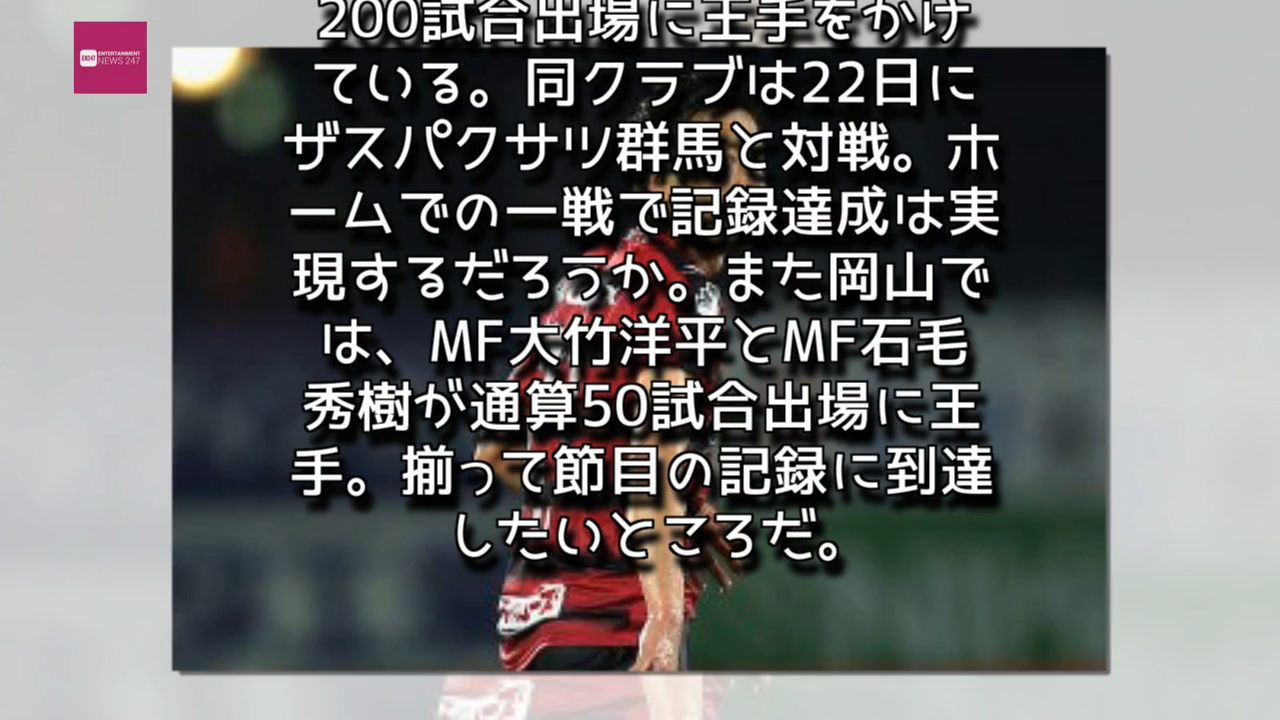 200試合出場に王手をかけ
ている。同クラブは22日に
ザスパクサツ群馬と対戦。ホ
ームでの一戦で記録達成は実
現するだろうか。また岡山で
は、MF大竹洋平とMF石毛
秀樹が通算50試合出場に王
手。揃って節目の記録に到達
したいところだ。
EN247
ENTERTAINMENT
NEWS 247